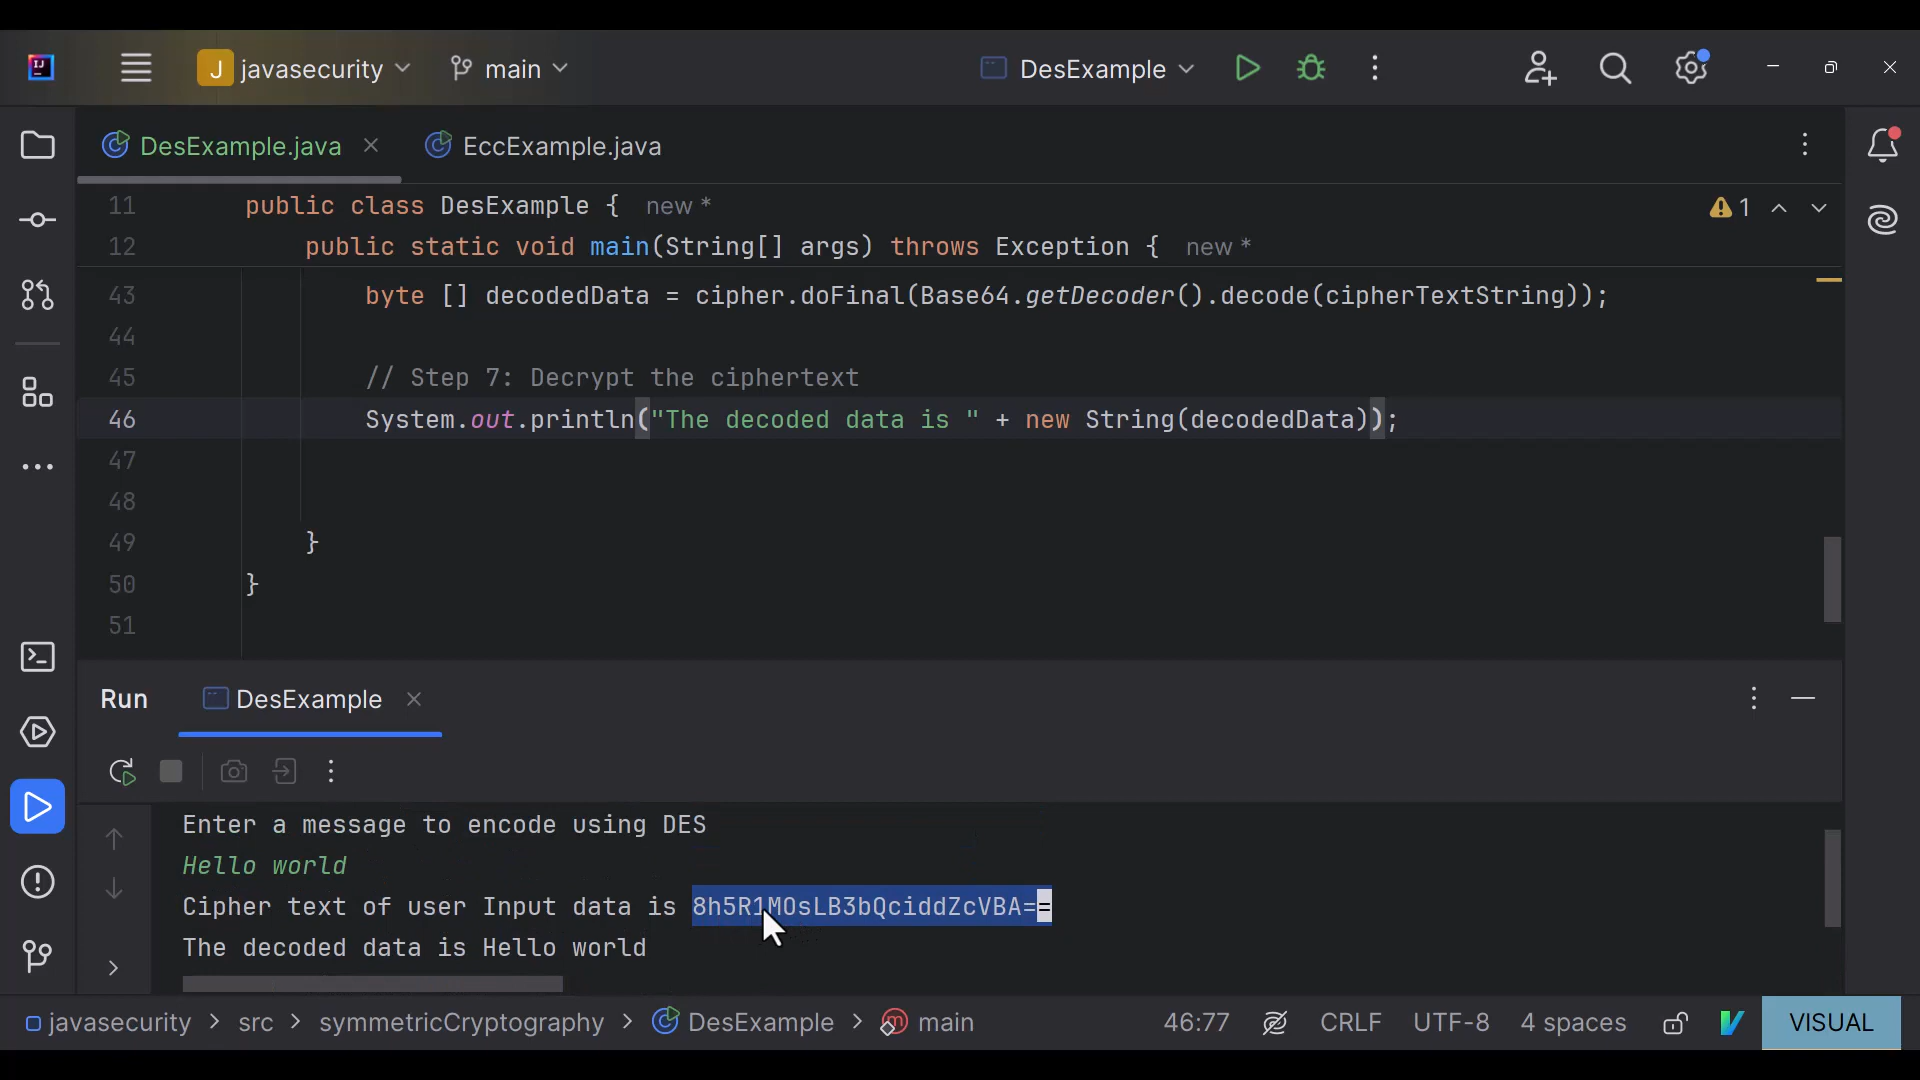 IJ
J javasecurity main DesExample
DesExample.java EccExample.java
11 public class DesExample { new *
1
12 public static void main(String[] args) throws Exception { new *
43 byte [] decodedData = cipher.doFinal(Base64.getDecoder().decode(cipherTextString));
44
45 // Step 7: Decrypt the ciphertext
46 System.out.println("The decoded data is " + new String(decodedData));
47
48
49 }
50 }
51
Run DesExample
Enter a message to encode using DES
Hello world
Cipher text of user Input data is 8h5R1MOsLB3bQciddZcVBA==
The decoded data is Hello world
javasecurity > src > symmetricCryptography > DesExample > m main 46:77 CRLF UTF-8 4 spaces VISUAL